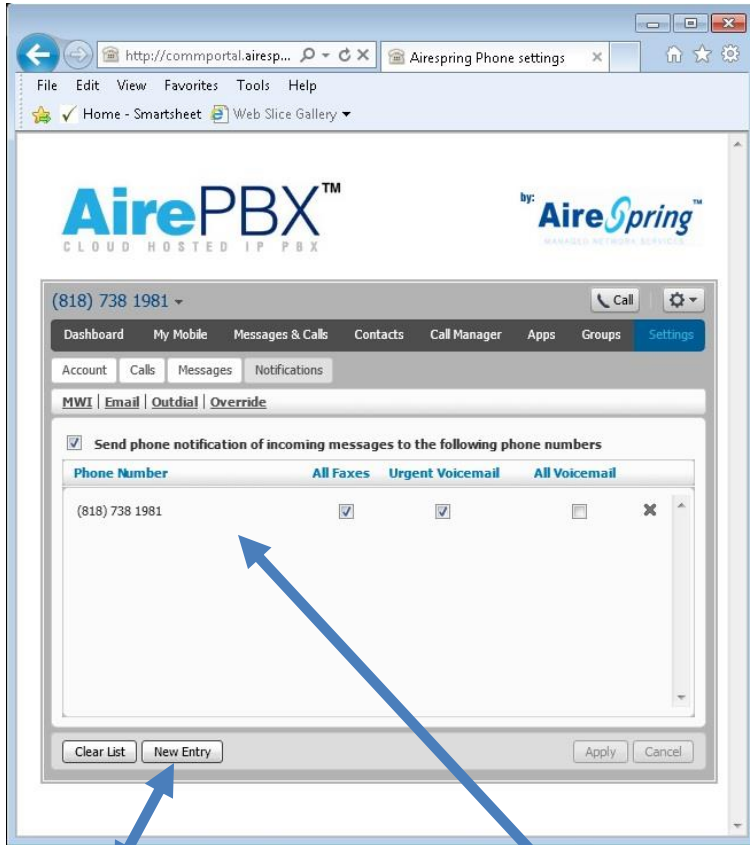 http://commportal.airesp...
Airespring Phone settings
File Edit View Favorites Tools Help
Home - Smartsheet Web Slice Gallery
AirePBX™
CLOUD HOSTED IP PBX
by: AireSpring™
MANAGED NETWORK SERVICES
(818) 738 1981 Call
Dashboard My Mobile Messages & Calls Contacts Call Manager Apps Groups Settings
Account Calls Messages Notifications
MWI | Email | Outdial | Override
Send phone notification of incoming messages to the following phone numbers
Phone Number All Faxes Urgent Voicemail All Voicemail
(818) 738 1981
Clear List New Entry Apply Cancel